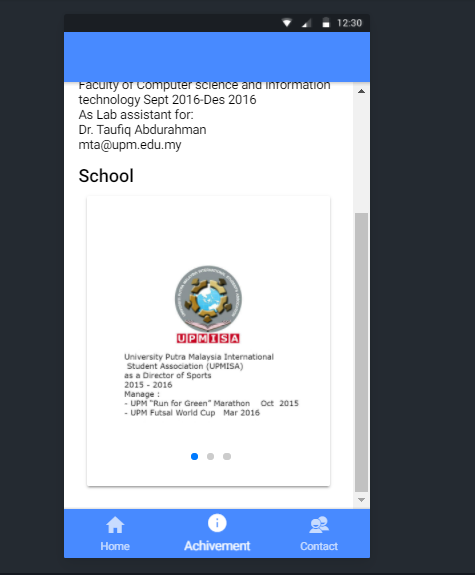 12:30
Faculty of Computer science and Information
technology Sept 2016-Des 2016
As Lab assistant for:
Dr. Taufiq Abdurahman
mta@upm.edu.my
School
UPMISA
University Putra Malaysia International
Student Association (UPMISA)
as a Director of Sports
2015 - 2016
Manage :
- UPM "Run for Green" Marathon Oct 2015
- UPM Futsal World Cup Mar 2016
Home
Achivement
Contact